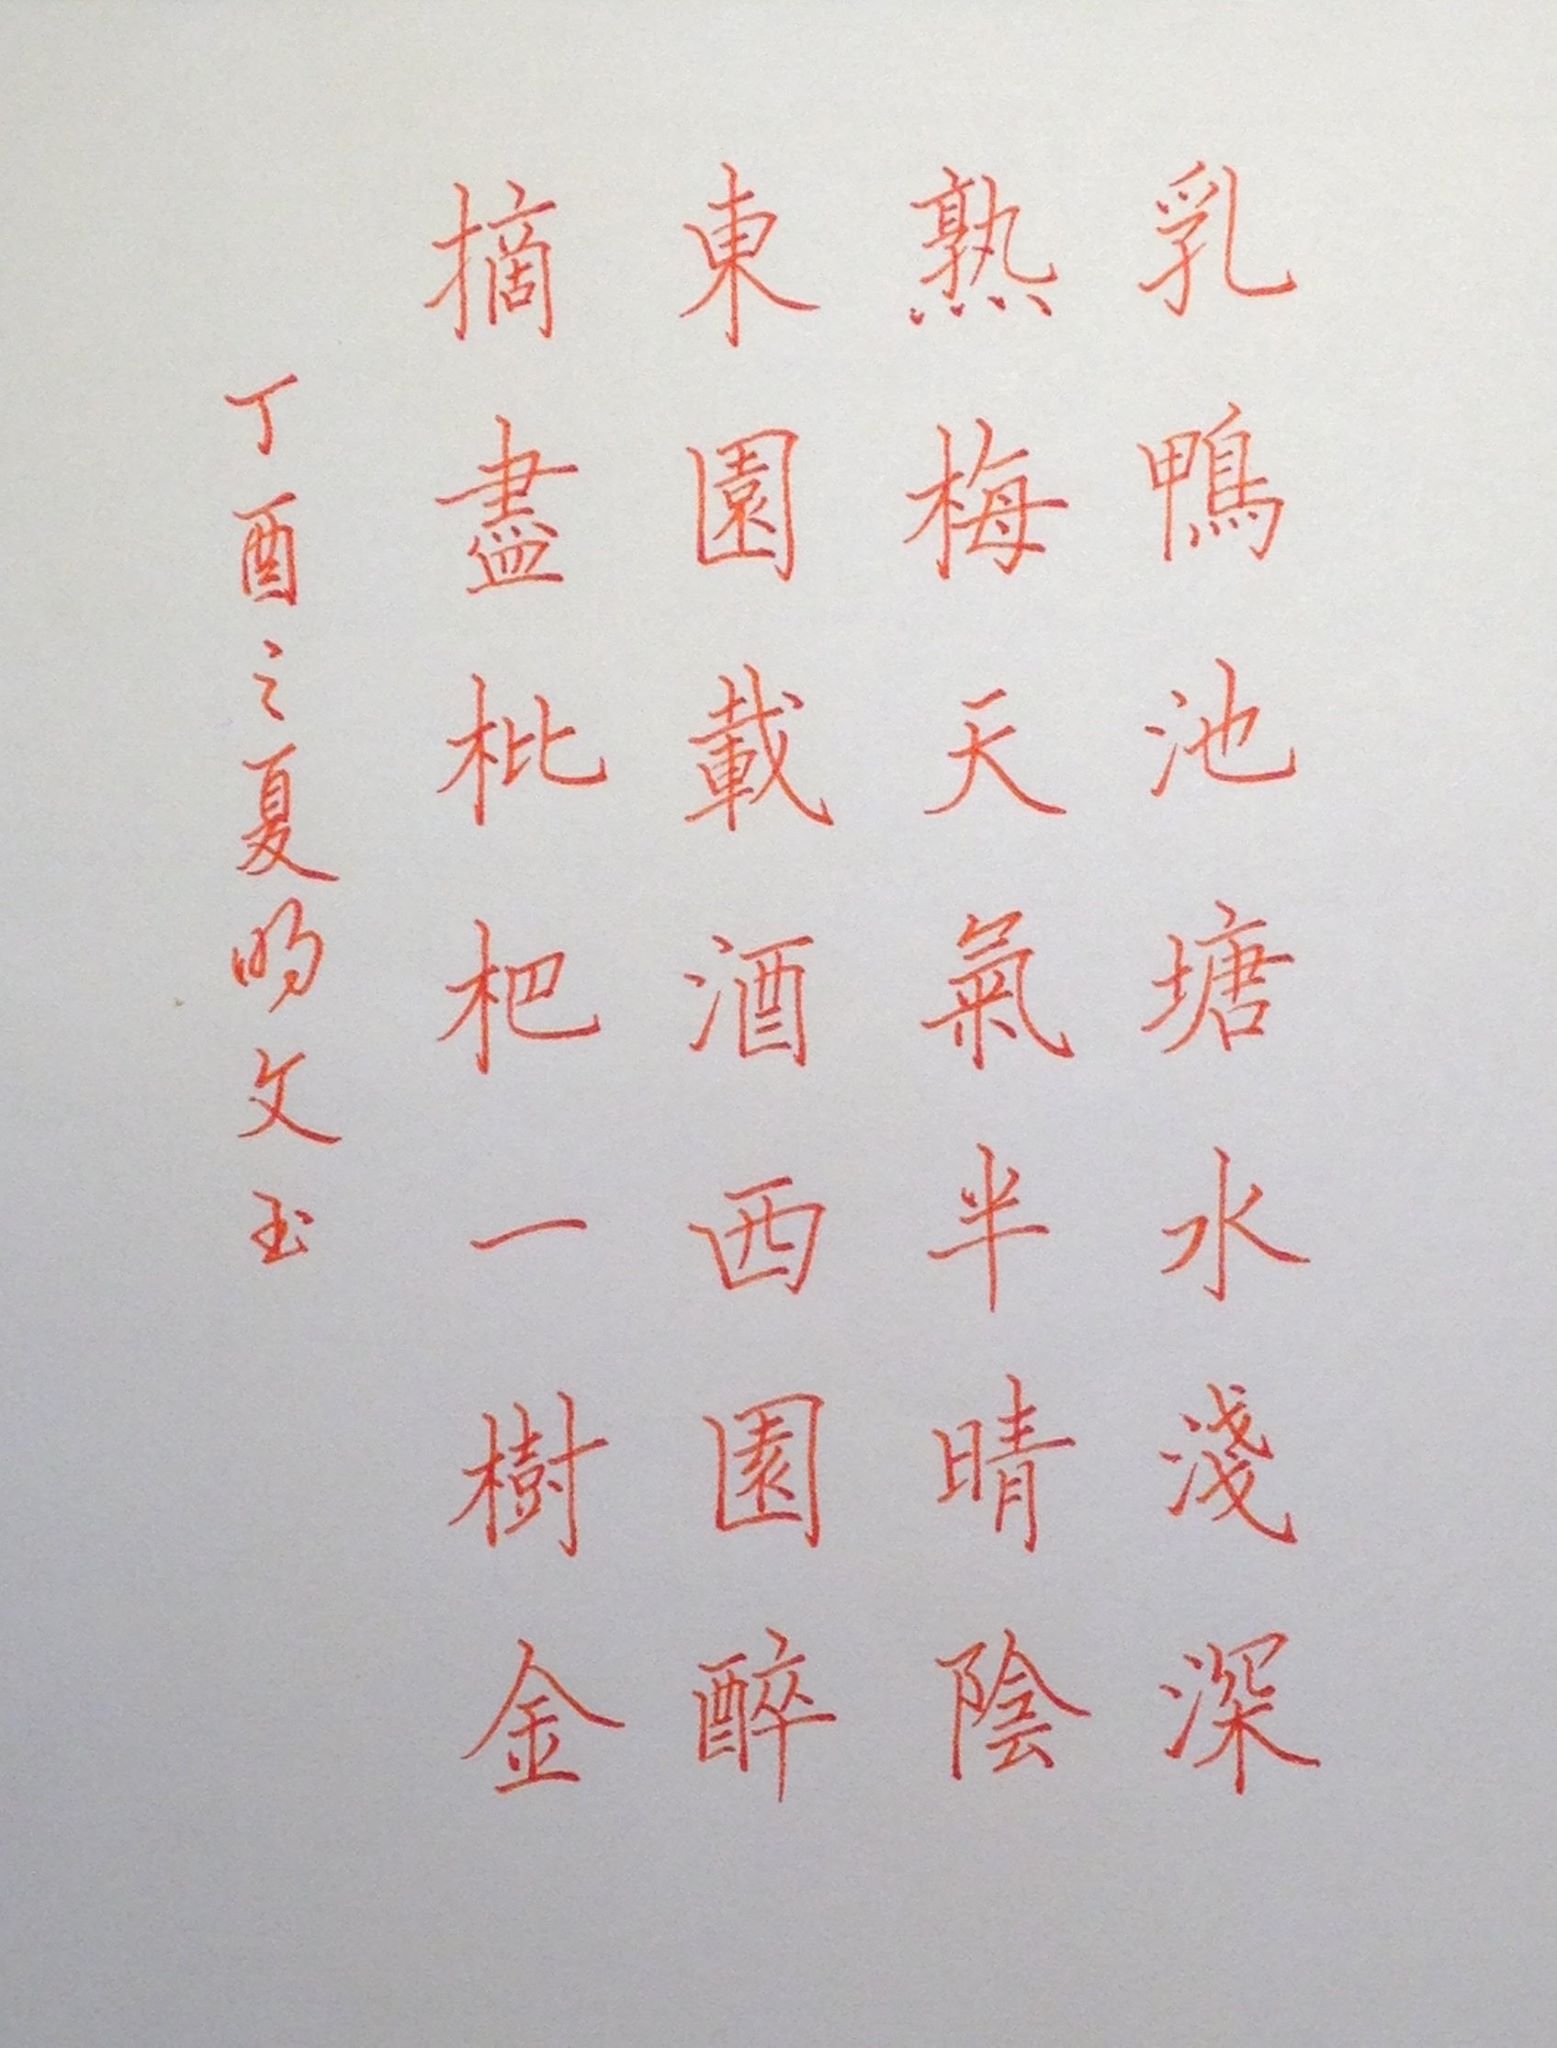 乳鴨池塘水淺深
熟梅天氣半晴陰
東園載酒西園醉
摘盡枇杷一樹金
丁酉之夏明文玉